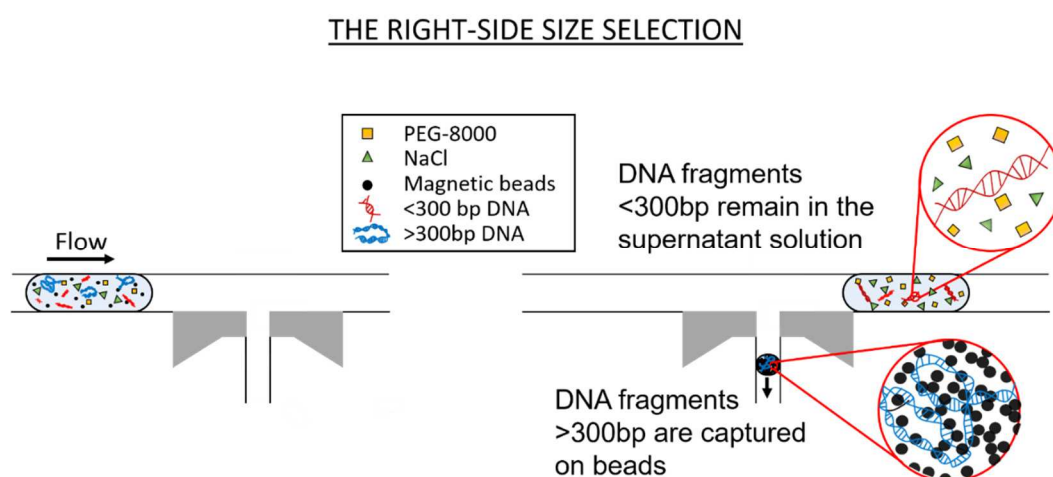 THE RIGHT-SIDE SIZE SELECTION
PEG-8000
NaCl
Magnetic beads
<300 bp DNA
>300bp DNA
Flow
DNA fragments
<300bp remain in the
supernatant solution
DNA fragments
>300bp are captured
on beads